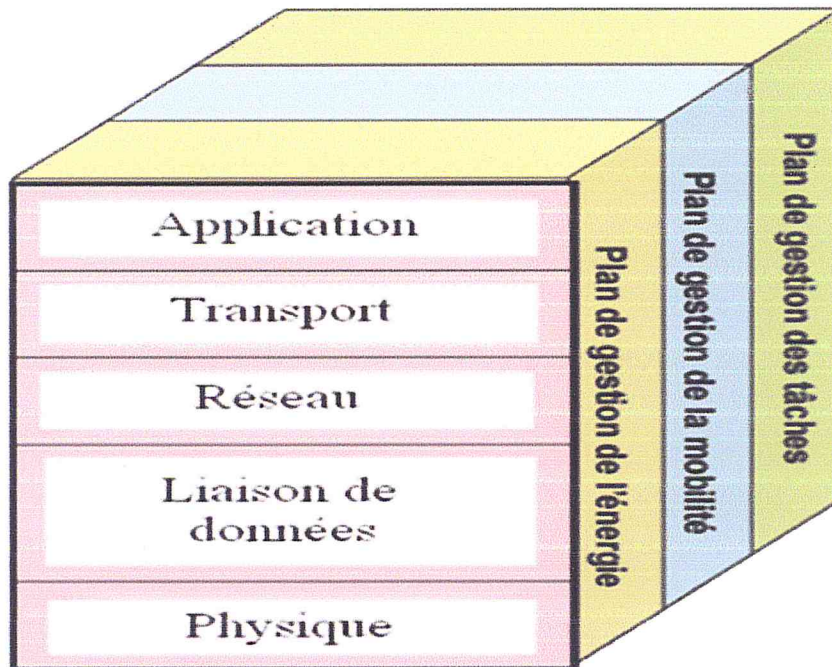 Application
Transport
Réseau
Liaison de
données
Physique
Plan de gestion de l'énergie
Plan de gestion de la mobilité
Plan de gestion des tâches